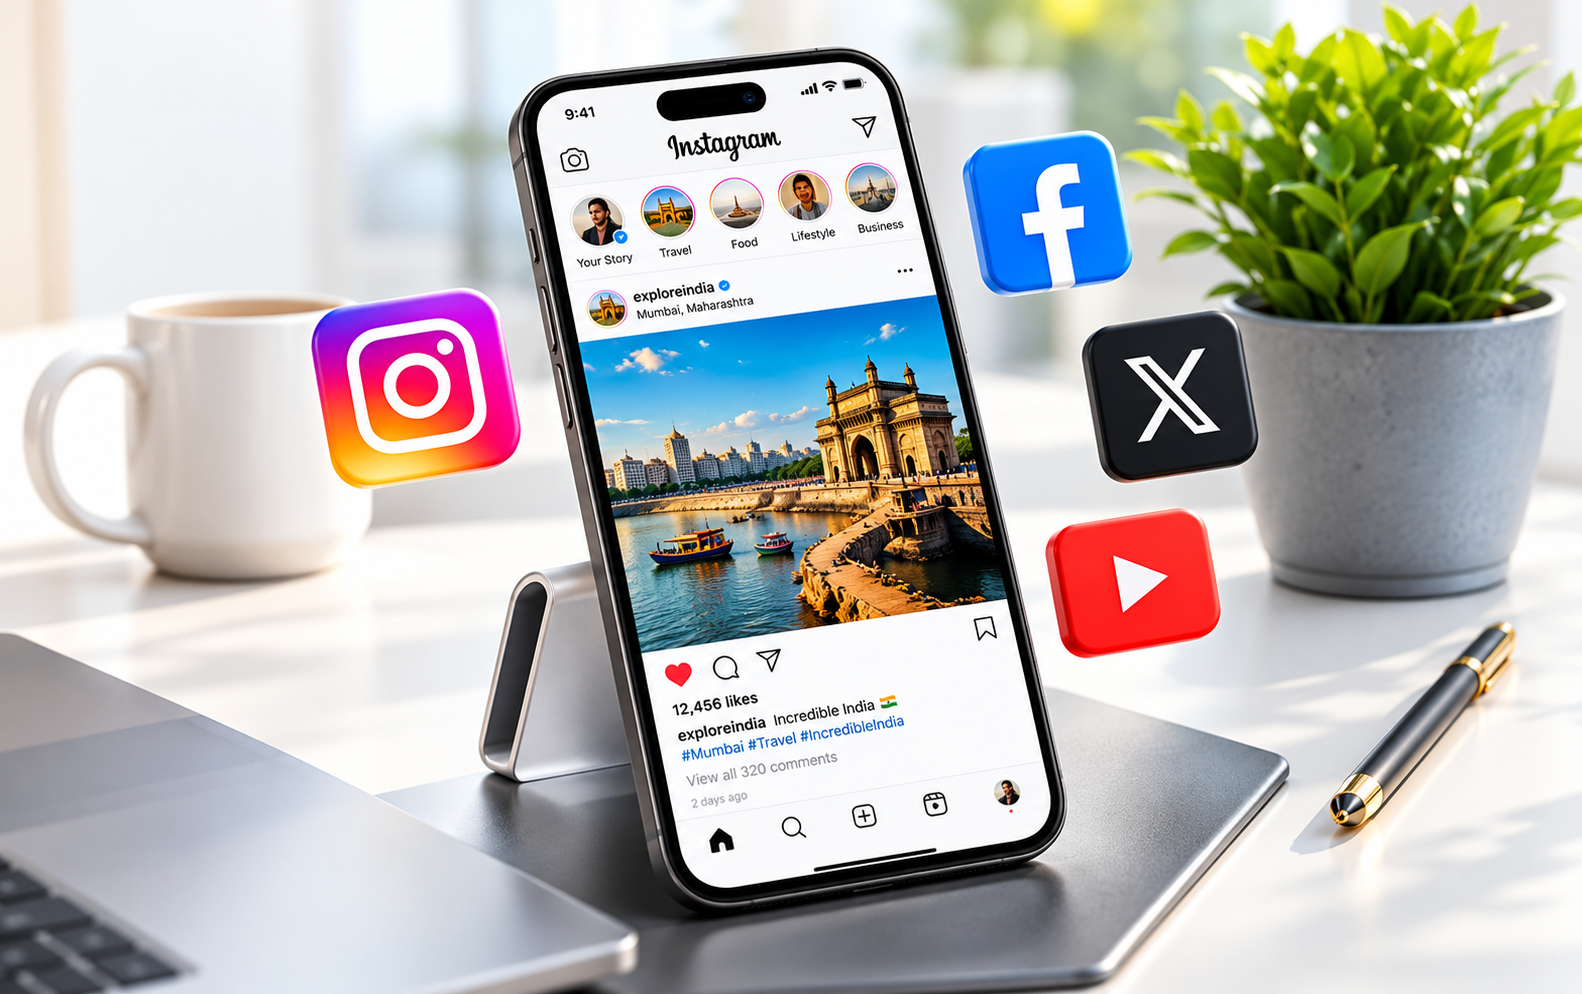 9:41
Instagram
Your Story
Travel
Food
Lifestyle
Business
exploreindia
Mumbai, Maharashtra
12,456 likes
exploreindia Incredible India 🇮🇳
#Mumbai #Travel #IncredibleIndia
View all 320 comments
2 days ago